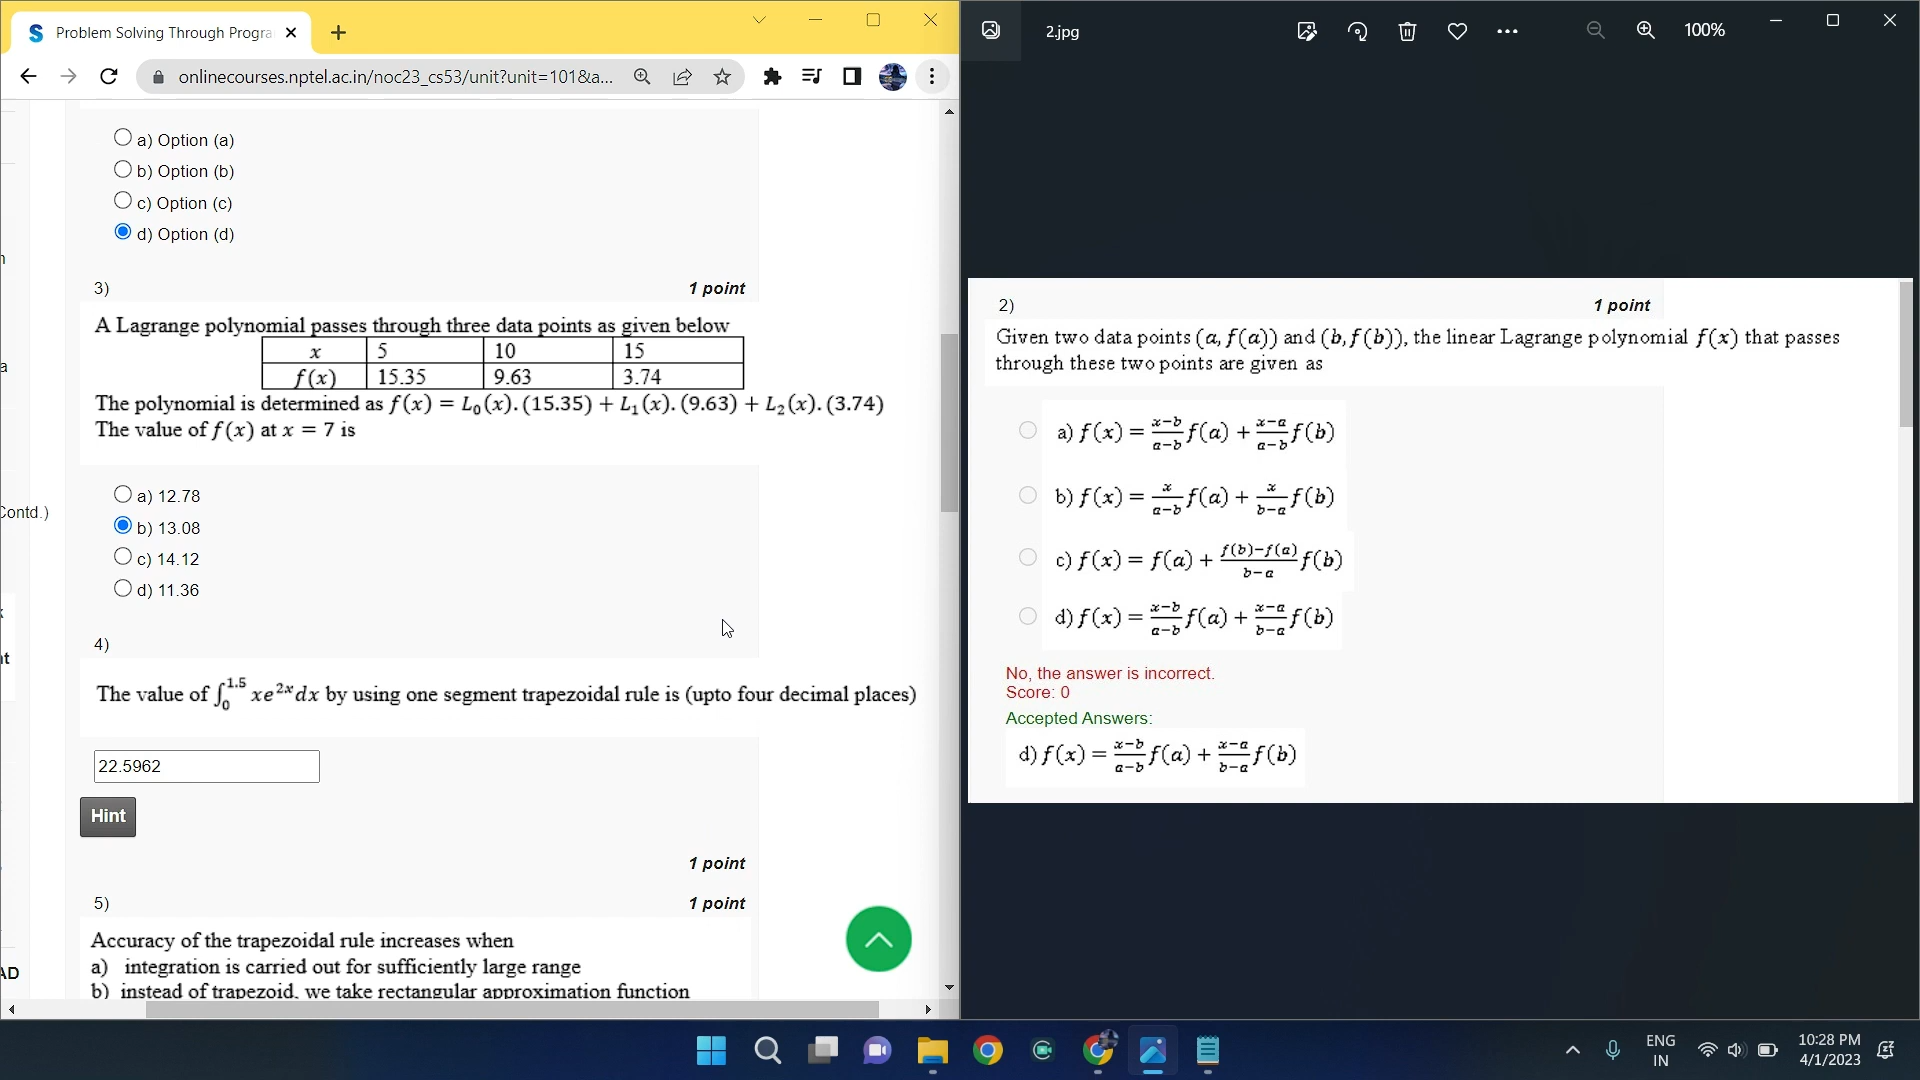 Problem Solving Through Progra
onlinecourses.nptel.ac.in/noc23_cs53/unit?unit=101&a...
a) Option (a)
b) Option (b)
c) Option (c)
d) Option (d)
3)
1 point
A Lagrange polynomial passes through three data points as given below
x 5 10 15
f(x) 15.35 9.63 3.74
The polynomial is determined as f(x) = L₀(x).(15.35) + L₁(x).(9.63) + L₂(x).(3.74)
The value of f(x) at x = 7 is
a) 12.78
b) 13.08
c) 14.12
d) 11.36
Contd.)
4)
The value of ∫₀^1.5 xe^2x dx by using one segment trapezoidal rule is (upto four decimal places)
22.5962
Hint
1 point
5)
1 point
Accuracy of the trapezoidal rule increases when
a) integration is carried out for sufficiently large range
b) instead of trapezoid, we take rectangular approximation function
AD
2.jpg
100%
2)
1 point
Given two data points (a, f(a)) and (b, f(b)), the linear Lagrange polynomial f(x) that passes
through these two points are given as
a) f(x) = x−b/a−b f(a) + x−a/a−b f(b)
b) f(x) = x/a−b f(a) + x/b−a f(b)
c) f(x) = f(a) + f(b)−f(a)/b−a f(b)
d) f(x) = x−b/a−b f(a) + x−a/b−a f(b)
No, the answer is incorrect.
Score: 0
Accepted Answers:
d) f(x) = x−b/a−b f(a) + x−a/b−a f(b)
ENG
IN
10:28 PM
4/1/2023